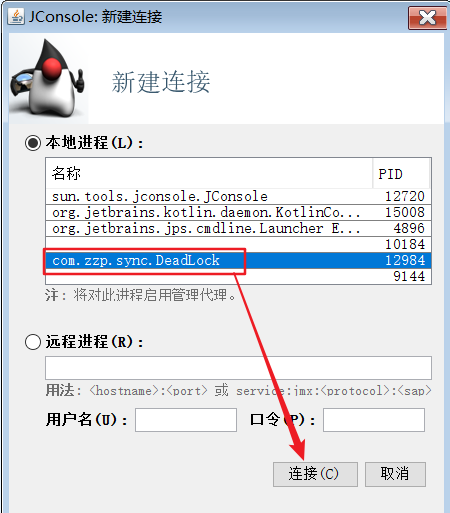 JConsole: 新建连接
新建连接
本地进程(L):
名称 PID
sun.tools.jconsole.JConsole 12720
org.jetbrains.kotlin.daemon.KotlinCo... 15008
org.jetbrains.jps.cmdline.Launcher E... 4896
10184
com.zzp.sync.DeadLock 12984
9144
注: 将对此进程启用管理代理。
远程进程(R):
用法: <hostname>:<port> 或 service:jmx:<protocol>:<sap>
用户名(U): 口令(P):
连接(C) 取消